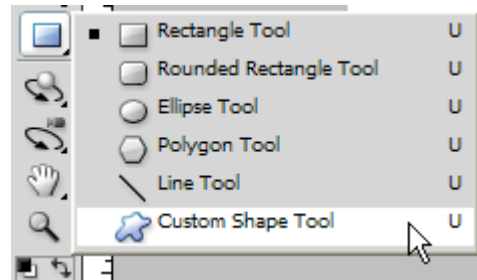 Rectangle Tool U
Rounded Rectangle Tool U
Ellipse Tool U
Polygon Tool U
Line Tool U
Custom Shape Tool U